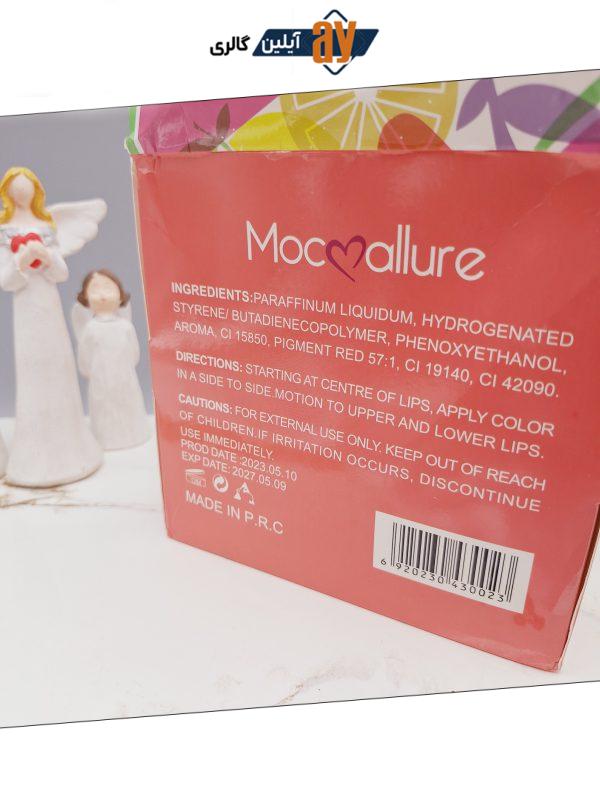 آیلین گالری
ay
Mocallure
INGREDIENTS:PARAFFINUM LIQUIDUM, HYDROGENATED
STYRENE/ BUTADIENECOPOLYMER, PHENOXYETHANOL,
AROMA, CI 15850, PIGMENT RED 57:1, CI 19140, CI 42090.
DIRECTIONS: STARTING AT CENTRE OF LIPS, APPLY COLOR
IN A SIDE TO SIDE.MOTION TO UPPER AND LOWER LIPS.
CAUTIONS: FOR EXTERNAL USE ONLY. KEEP OUT OF REACH
OF CHILDREN.IF IRRITATION OCCURS, DISCONTINUE
USE IMMEDIATELY.
PROD DATE:2023.05.10
EXP DATE:2027.05.09
MADE IN P.R.C
6 920230 430023